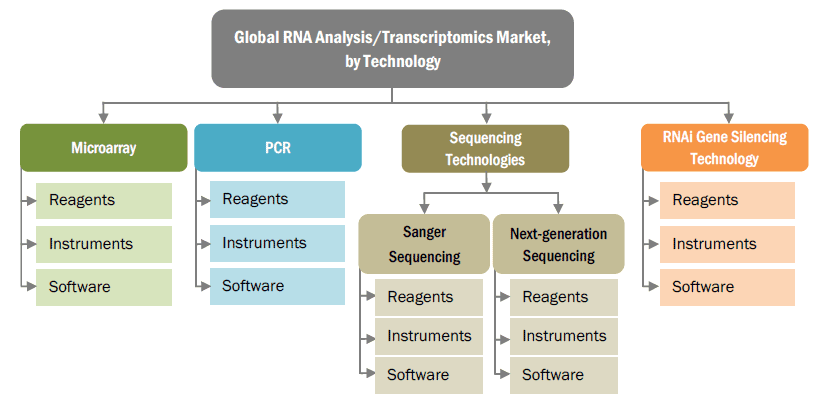 Global RNA Analysis/Transcriptomics Market,
by Technology
Microarray
Reagents
Instruments
Software
PCR
Reagents
Instruments
Software
Sequencing
Technologies
Sanger
Sequencing
Reagents
Instruments
Software
Next-generation
Sequencing
Reagents
Instruments
Software
RNAi Gene Silencing
Technology
Reagents
Instruments
Software